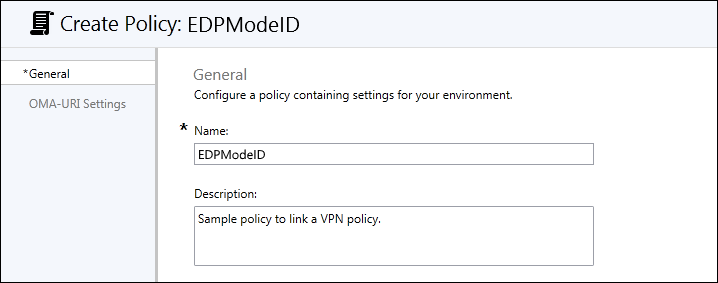 Create Policy: EDPModeID
*General
OMA-URI Settings
General
Configure a policy containing settings for your environment.
* Name:
EDPModeID
Description:
Sample policy to link a VPN policy.